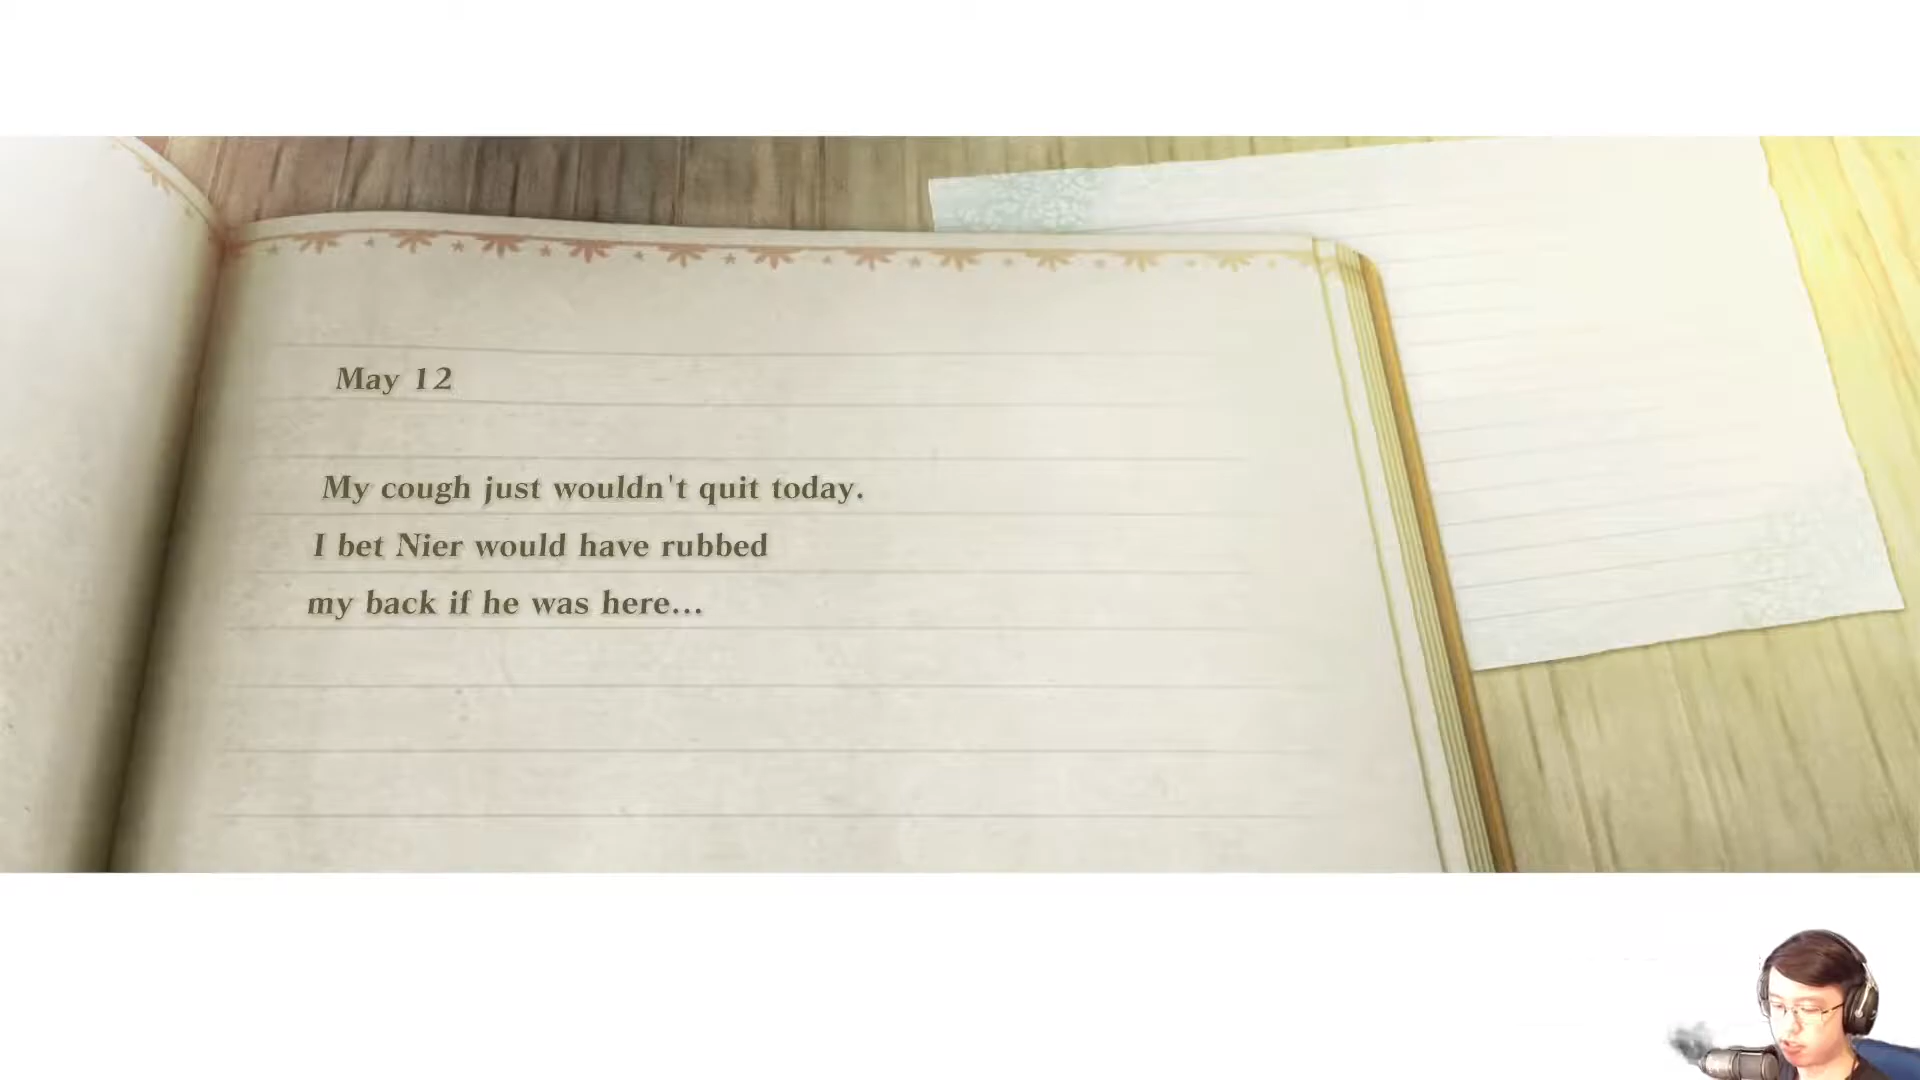 May 12
My cough just wouldn't quit today.
I bet Nier would have rubbed
my back if he was here...